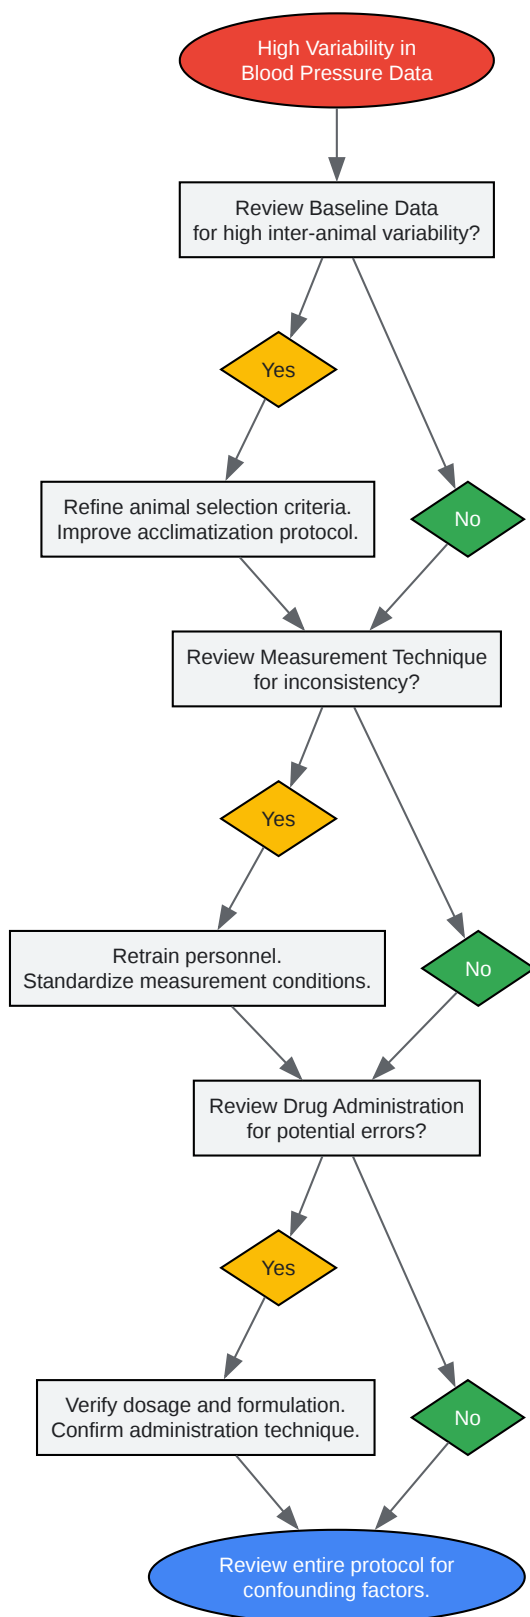 High Variability in
Blood Pressure Data
Review Baseline Data
for high inter-animal variability?
Yes
Refine animal selection criteria.
Improve acclimatization protocol.
No
Review Measurement Technique
for inconsistency?
Yes
Retrain personnel.
Standardize measurement conditions.
No
Review Drug Administration
for potential errors?
Yes
Verify dosage and formulation.
Confirm administration technique.
No
Review entire protocol for
confounding factors.